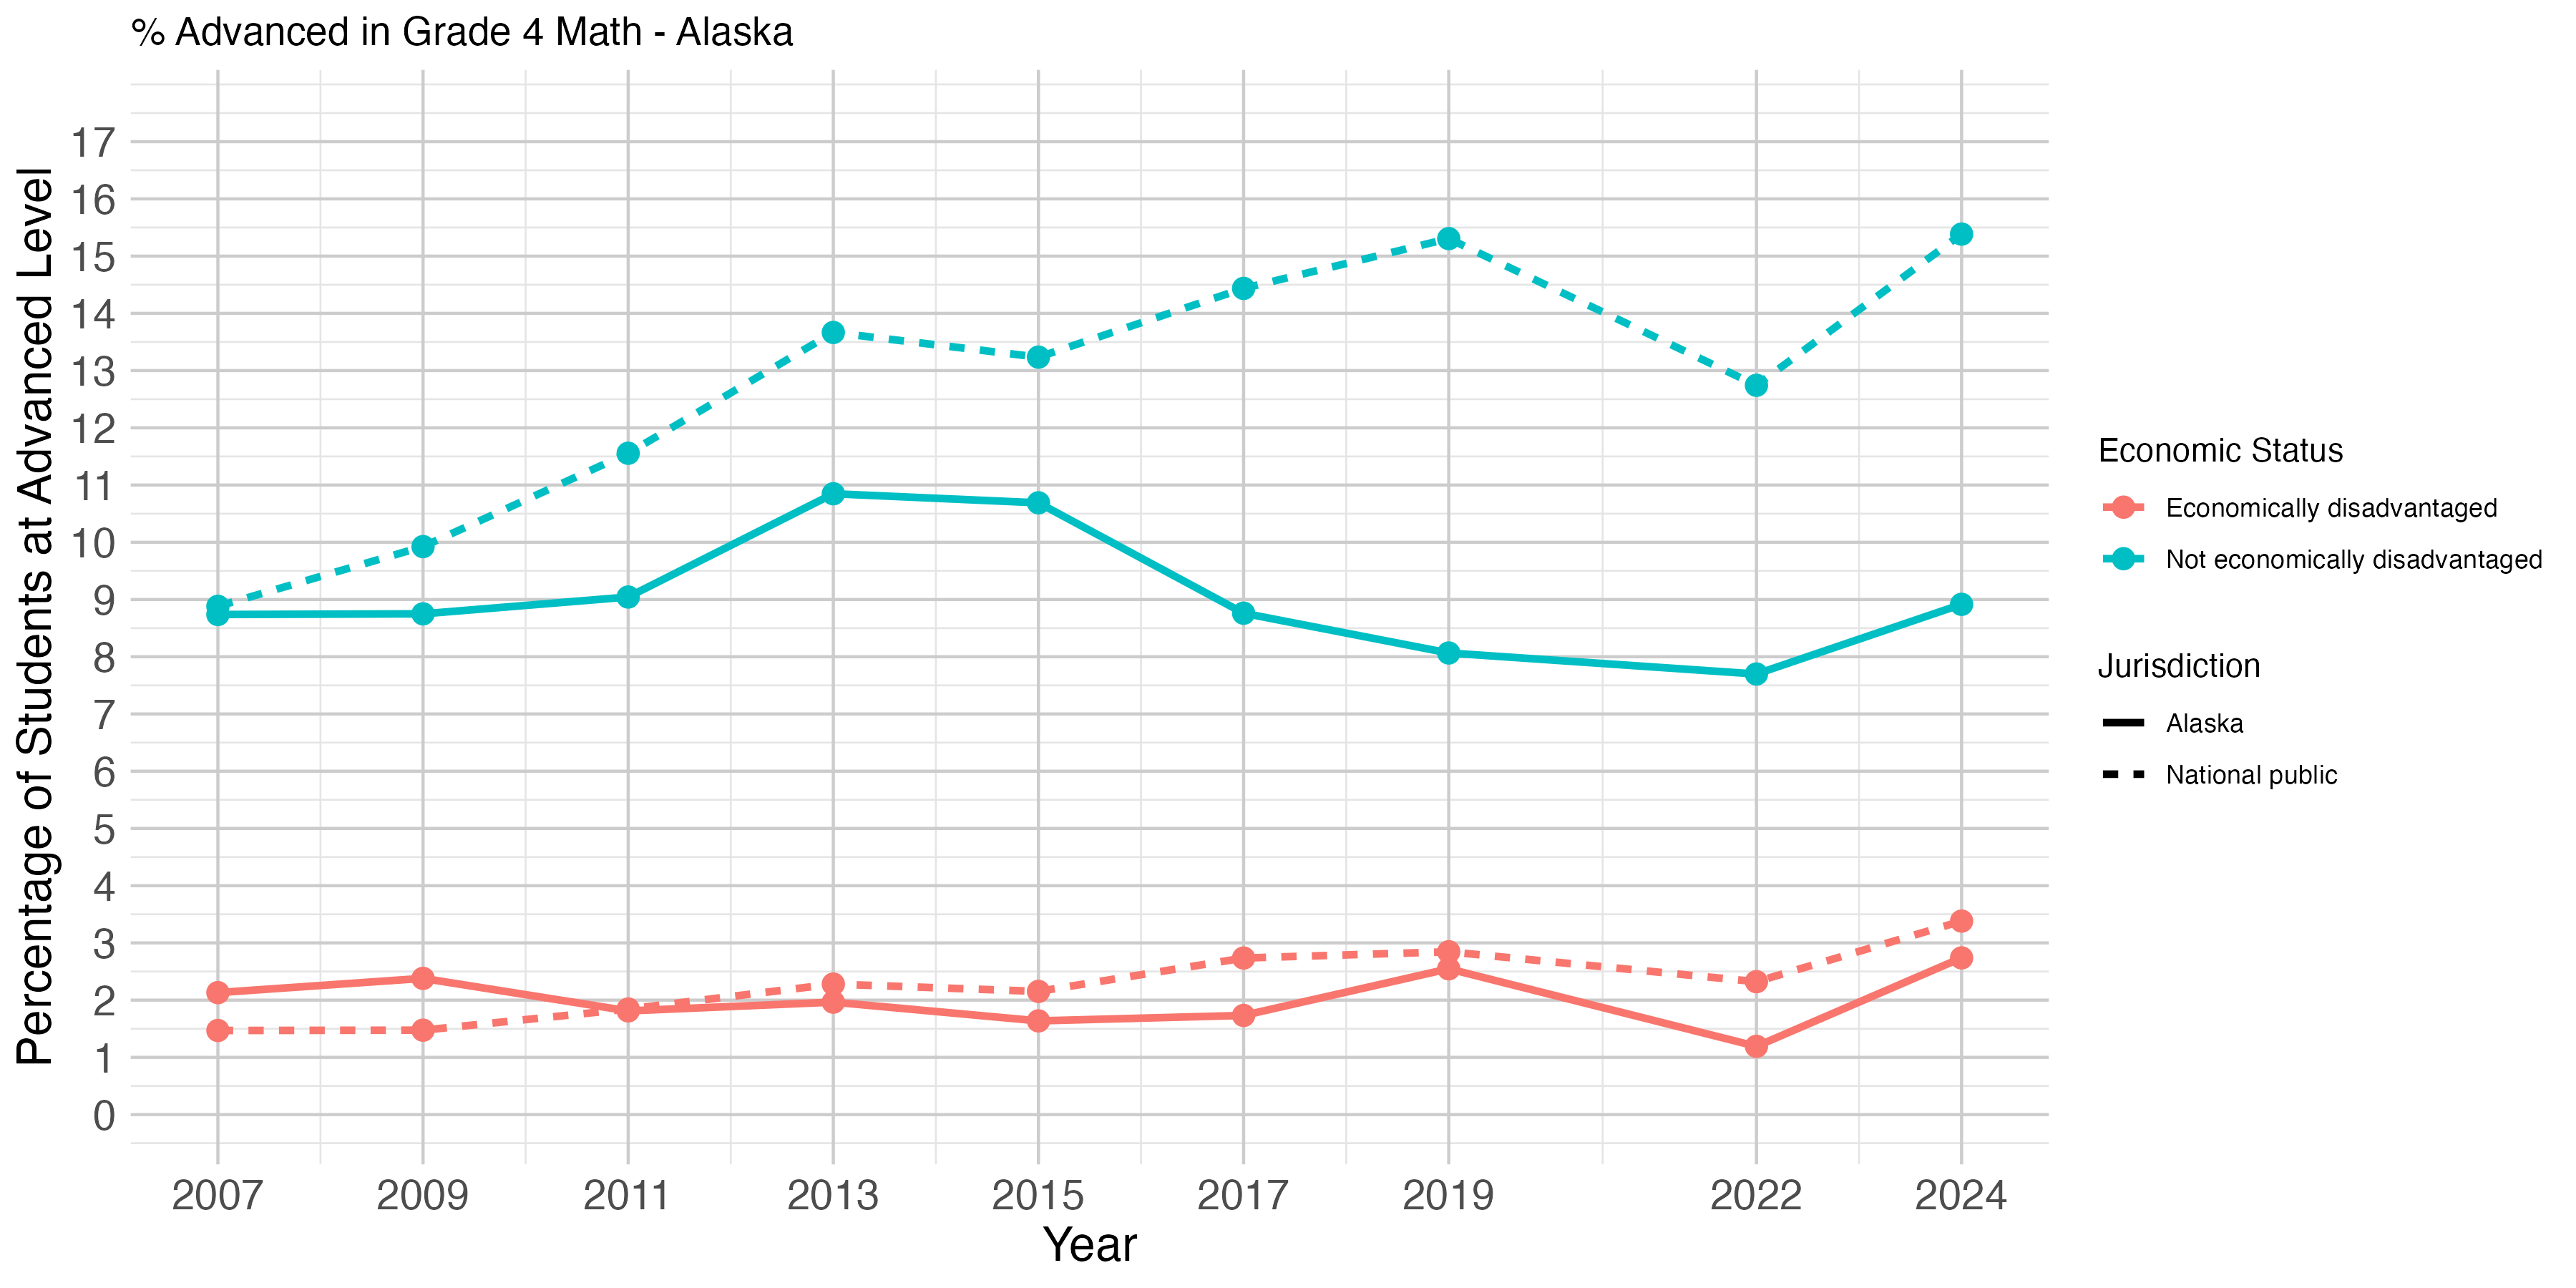 % Advanced in Grade 4 Math - Alaska
Percentage of Students at Advanced Level
17
16
15
14
13
12
11
10
9
8
7
6
5
4
3
2
1
0
2007 2009 2011 2013 2015 2017 2019 2022 2024
Year
Economic Status
Economically disadvantaged
Not economically disadvantaged
Jurisdiction
Alaska
National public